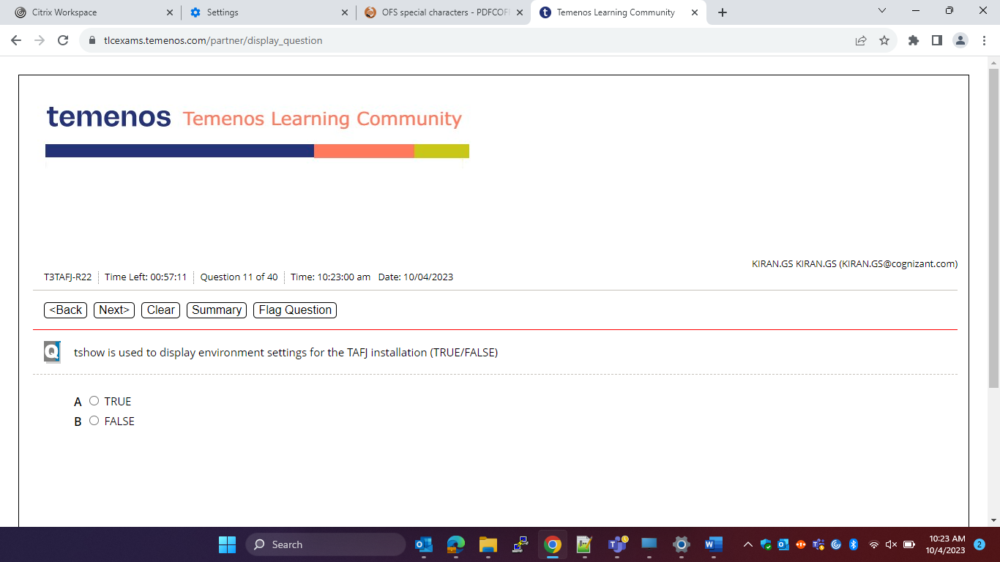 Citrix Workspace
Settings
OFS special characters - PDFCOF
Temenos Learning Community
tlcexams.temenos.com/partner/display_question
temenos Temenos Learning Community
KIRAN.GS KIRAN.GS (KIRAN.GS@cognizant.com)
T3TAFJ-R22 Time Left: 00:57:11 Question 11 of 40 Time: 10:23:00 am Date: 10/04/2023
<Back Next> Clear Summary Flag Question
Q tshow is used to display environment settings for the TAFJ installation (TRUE/FALSE)
A TRUE
B FALSE
Search
10:23 AM
10/4/2023
2